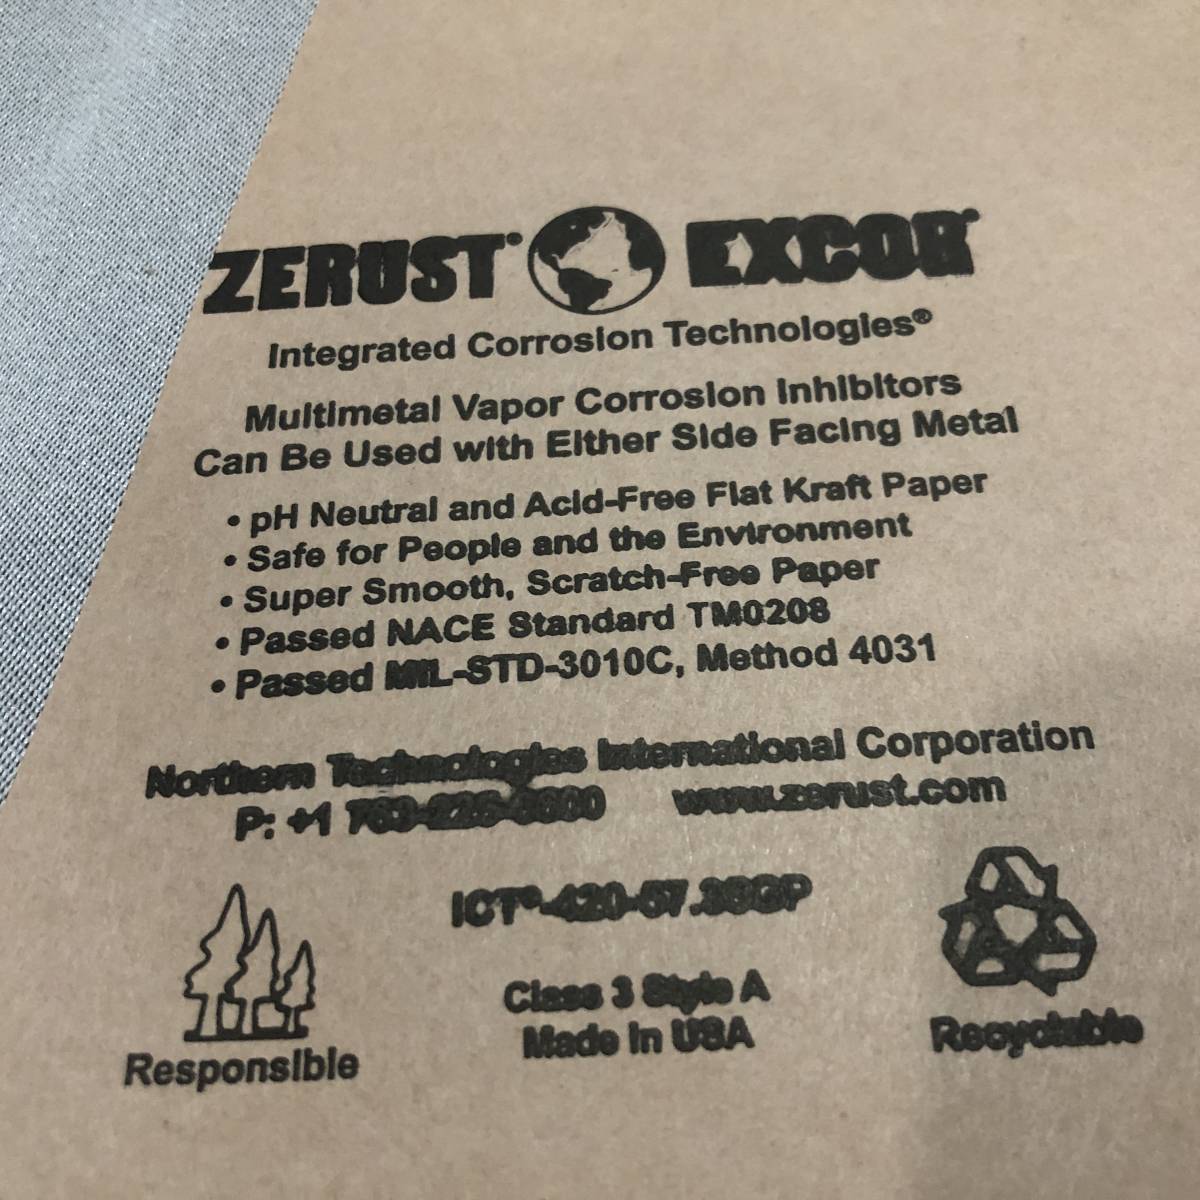 ZERUST® EXCOR®
Integrated Corrosion Technologies®
Multimetal Vapor Corrosion Inhibitors
Can Be Used with Either Side Facing Metal
• pH Neutral and Acid-Free Flat Kraft Paper
• Safe for People and the Environment
• Super Smooth, Scratch-Free Paper
• Passed NACE Standard TM0208
• Passed MIL-STD-3010C, Method 4031
Northern Technologies International Corporation
P: +1 www.zerust.com
Class 3 Style A
Made in USA
Responsible
Recyclable